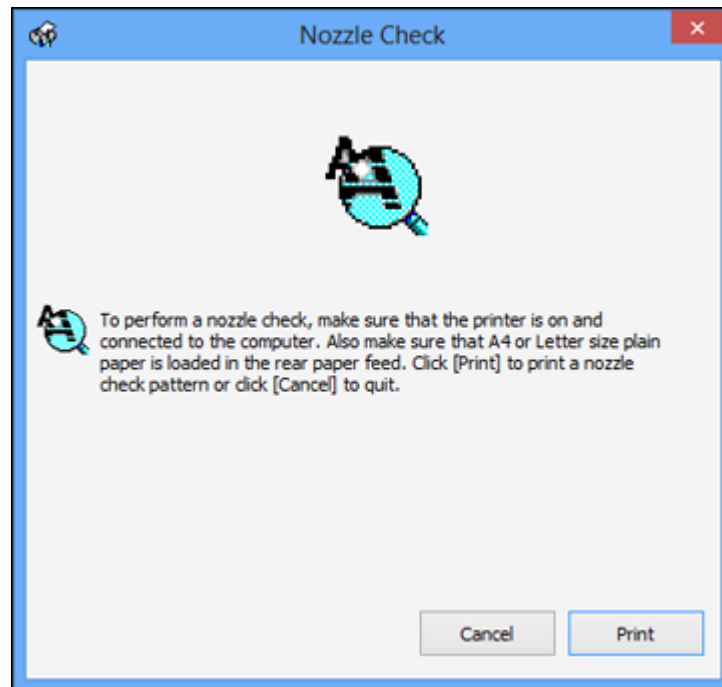 Nozzle Check
To perform a nozzle check, make sure that the printer is on and
connected to the computer. Also make sure that A4 or Letter size plain
paper is loaded in the rear paper feed. Click [Print] to print a nozzle
check pattern or click [Cancel] to quit.
Cancel Print